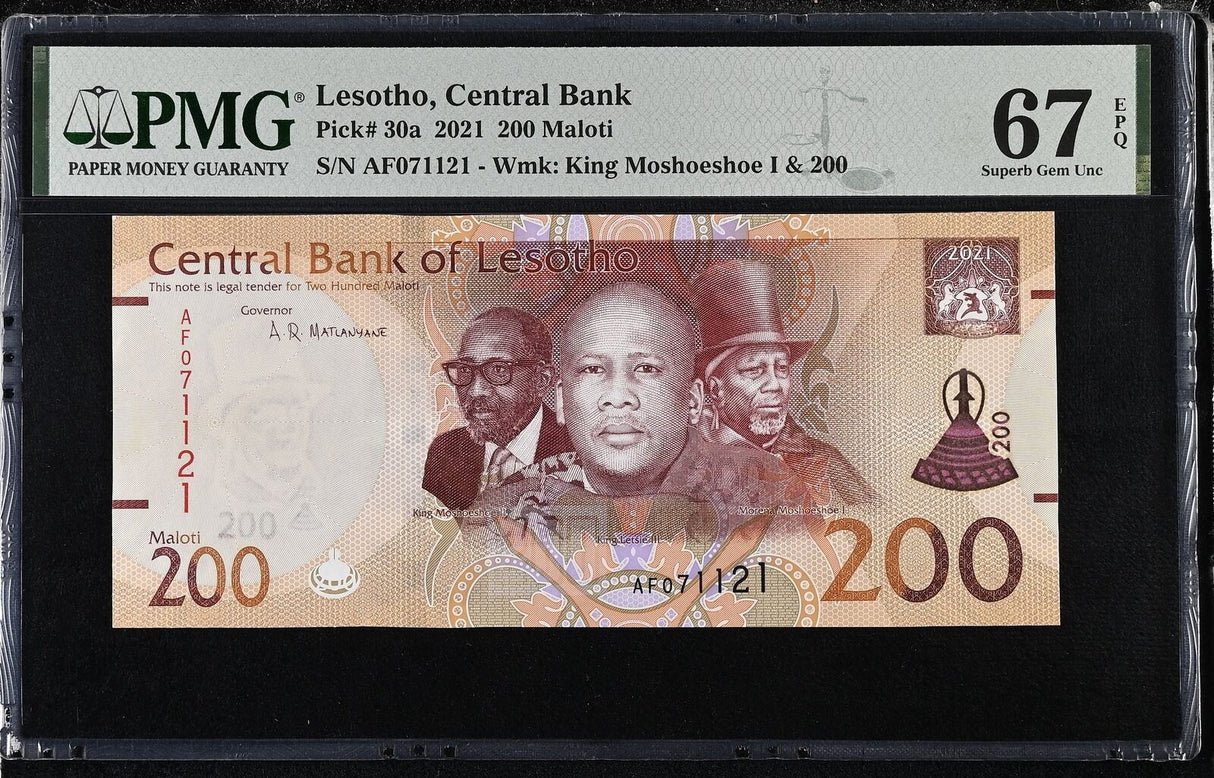 PMG®
PAPER MONEY GUARANTY
Lesotho, Central Bank
Pick# 30a 2021 200 Maloti
S/N AF071121 - Wmk: King Moshoeshoe I & 200
67
EPQ
Superb Gem Unc
Central Bank of Lesotho
This note is legal tender for Two Hundred Maloti
Governor
A.R. MATLANYANE
AF071121
2021
200
200
King Moshoeshoe II
King Letsie III
Morena Moshoeshoe I
Maloti
200
AF071121
200